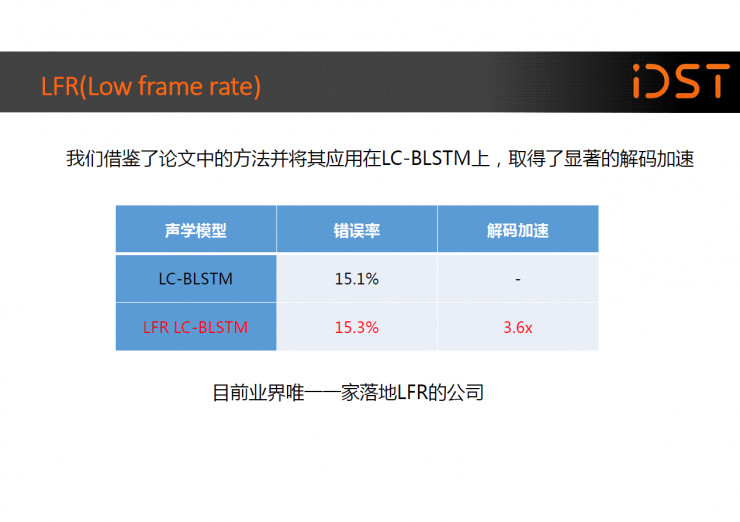 LFR(Low frame rate)
iDST
我们借鉴了论文中的方法并将其应用在LC-BLSTM上，取得了显著的解码加速
声学模型 错误率 解码加速
LC-BLSTM 15.1% -
LFR LC-BLSTM 15.3% 3.6x
目前业界唯一一家落地LFR的公司